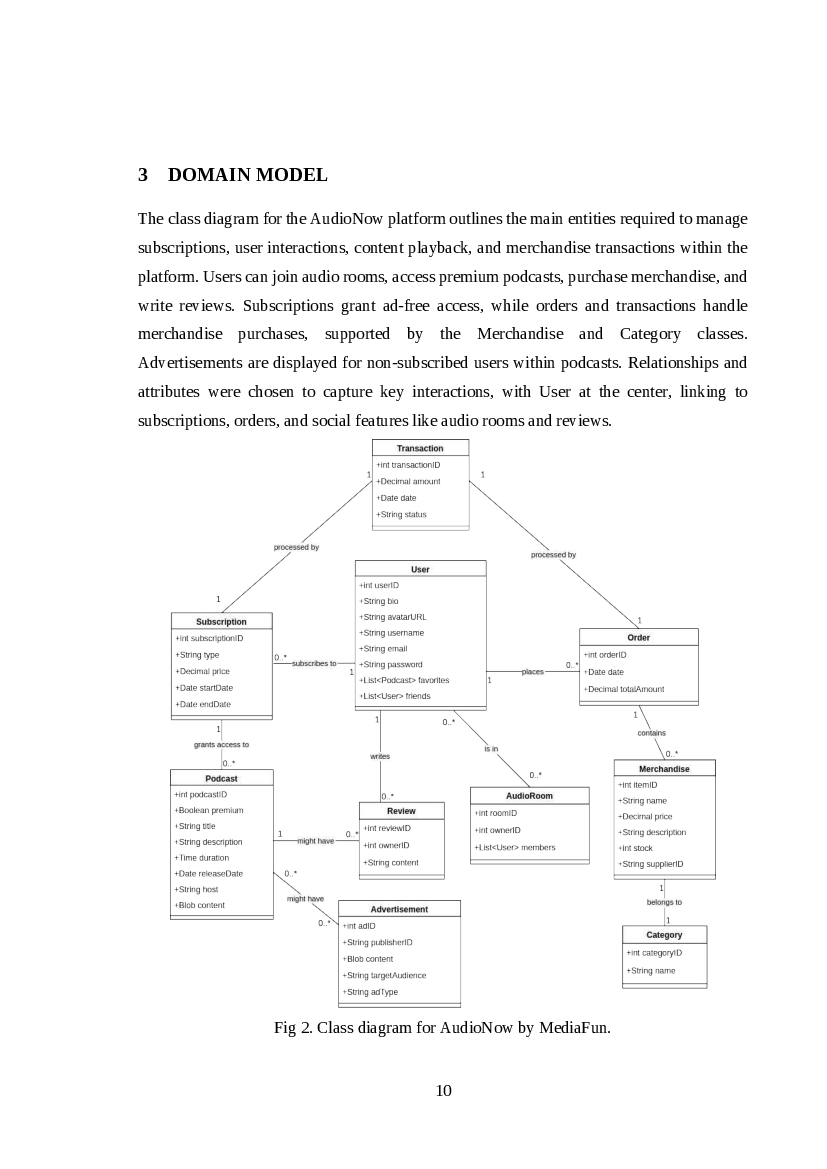 3 DOMAIN MODEL
The class diagram for the AudioNow platform outlines the main entities required to manage
subscriptions, user interactions, content playback, and merchandise transactions within the
platform. Users can join audio rooms, access premium podcasts, purchase merchandise, and
write reviews. Subscriptions grant ad-free access, while orders and transactions handle
merchandise purchases, supported by the Merchandise and Category classes.
Advertisements are displayed for non-subscribed users within podcasts. Relationships and
attributes were chosen to capture key interactions, with User at the center, linking to
subscriptions, orders, and social features like audio rooms and reviews.
Transaction
+int transactionID
+Decimal amount
+Date date
+String status
1
1
processed by
processed by
1
1
User
+int userID
+String bio
+String avatarURL
+String username
+String email
+String password
+List<Podcast> favorites
+List<User> friends
Subscription
+int subscriptionID
+String type
+Decimal price
+Date startDate
+Date endDate
0..*
subscribes to
1
1
places
0..*
Order
+int orderID
+Date date
+Decimal totalAmount
1
grants access to
0..*
1
writes
0..*
0..*
is in
0..*
1
contains
0..*
Podcast
+int podcastID
+Boolean premium
+String title
+String description
+Time duration
+Date releaseDate
+String host
+Blob content
1
might have
0..*
Review
+int reviewID
+int ownerID
+String content
AudioRoom
+int roomID
+int ownerID
+List<User> members
Merchandise
+int itemID
+String name
+Decimal price
+String description
+int stock
+String supplierID
0..*
might have
0..*
Advertisement
+int adID
+String publisherID
+Blob content
+String targetAudience
+String adType
1
belongs to
1
Category
+int categoryID
+String name
Fig 2. Class diagram for AudioNow by MediaFun.
10